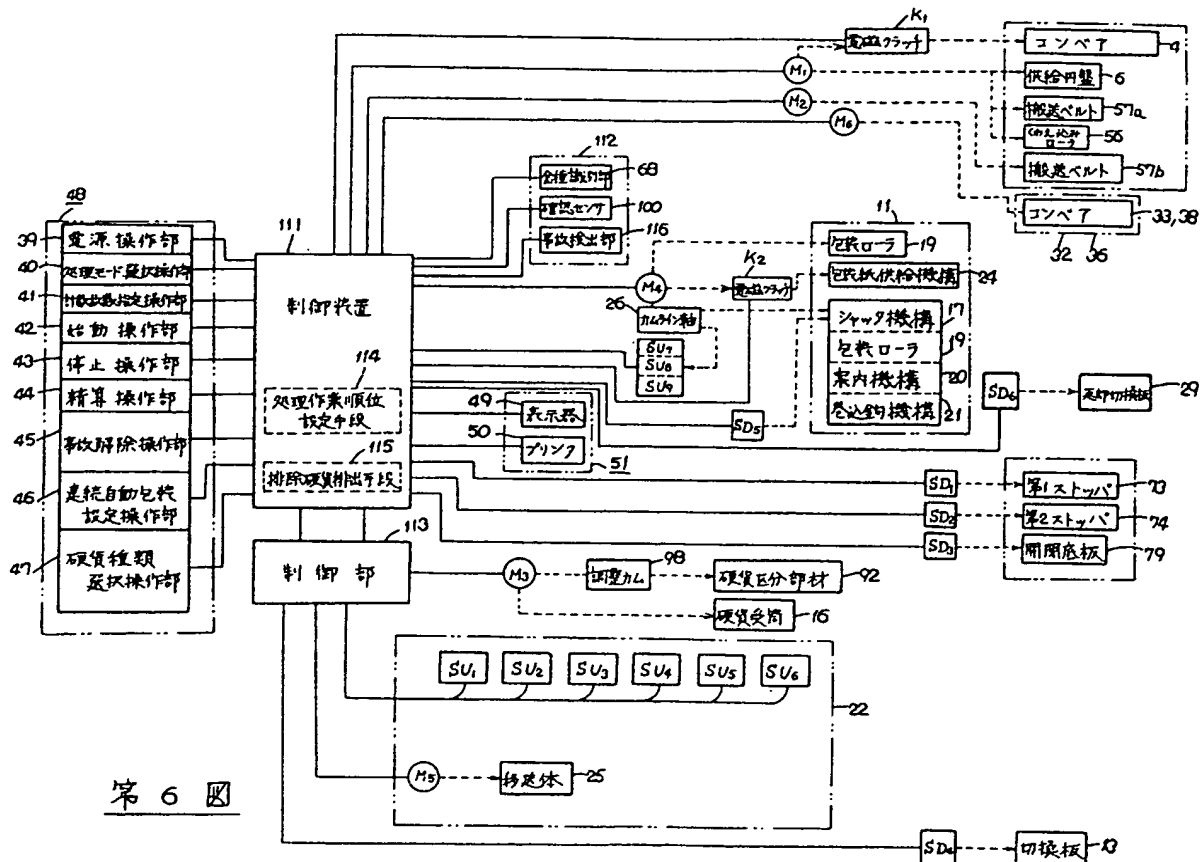 K₁
電磁クラッチ
コンベア
4
M₁
供給円盤
6
M₂
搬送ベルト
57a
M₆
くわえ込み
ローラ
56
搬送ベルト
57b
コンベア
33,38
32
36
112
金種識別部
68
確認センサ
100
事故検出部
116
48
39
電源操作部
40
処理モード選択操作部
41
計数枚数指定操作部
42
始動操作部
43
停止操作部
44
精算操作部
45
事故解除操作部
46
連続自動包装
設定操作部
47
硬貨種類
選択操作部
111
制御装置
114
処理作業順位
設定手段
115
排除硬貨排出手段
113
制御部
11
包装ローラ
19
K₂
M₄
電磁クラッチ
包装紙供給機構
24
26
カムライン軸
シャッタ機構
17
包装ローラ
19
案内機構
20
巻込鈎機構
21
SU₇
SU₈
SU₉
49
表示器
50
プリンタ
51
SD₅
SD₆
返却切換板
29
SD₁
第1ストッパ
73
SD₂
第2ストッパ
74
SD₃
開閉底板
79
M₃
調整カム
98
硬貨区分部材
92
硬貨受筒
16
SU₁
SU₂
SU₃
SU₄
SU₅
SU₆
22
M₅
移送体
25
第6図
SD₄
切換板
13